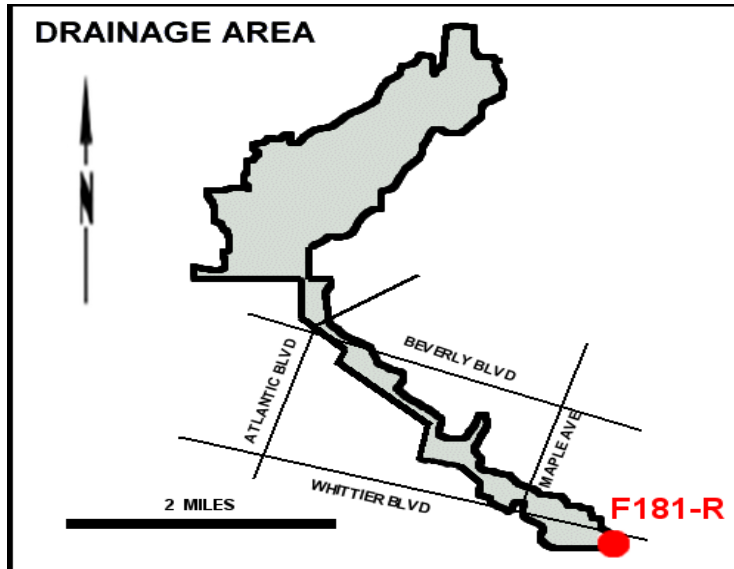 DRAINAGE AREA
N
BEVERLY BLVD
ATLANTIC BLVD
MAPLE AVE
WHITTIER BLVD
2 MILES
F181-R